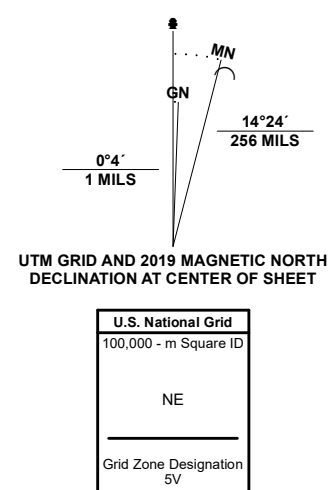 MN
GN
14°24´
256 MILS
0°4´
1 MILS
UTM GRID AND 2019 MAGNETIC NORTH
DECLINATION AT CENTER OF SHEET
U.S. National Grid
100,000 - m Square ID
NE
Grid Zone Designation
5V